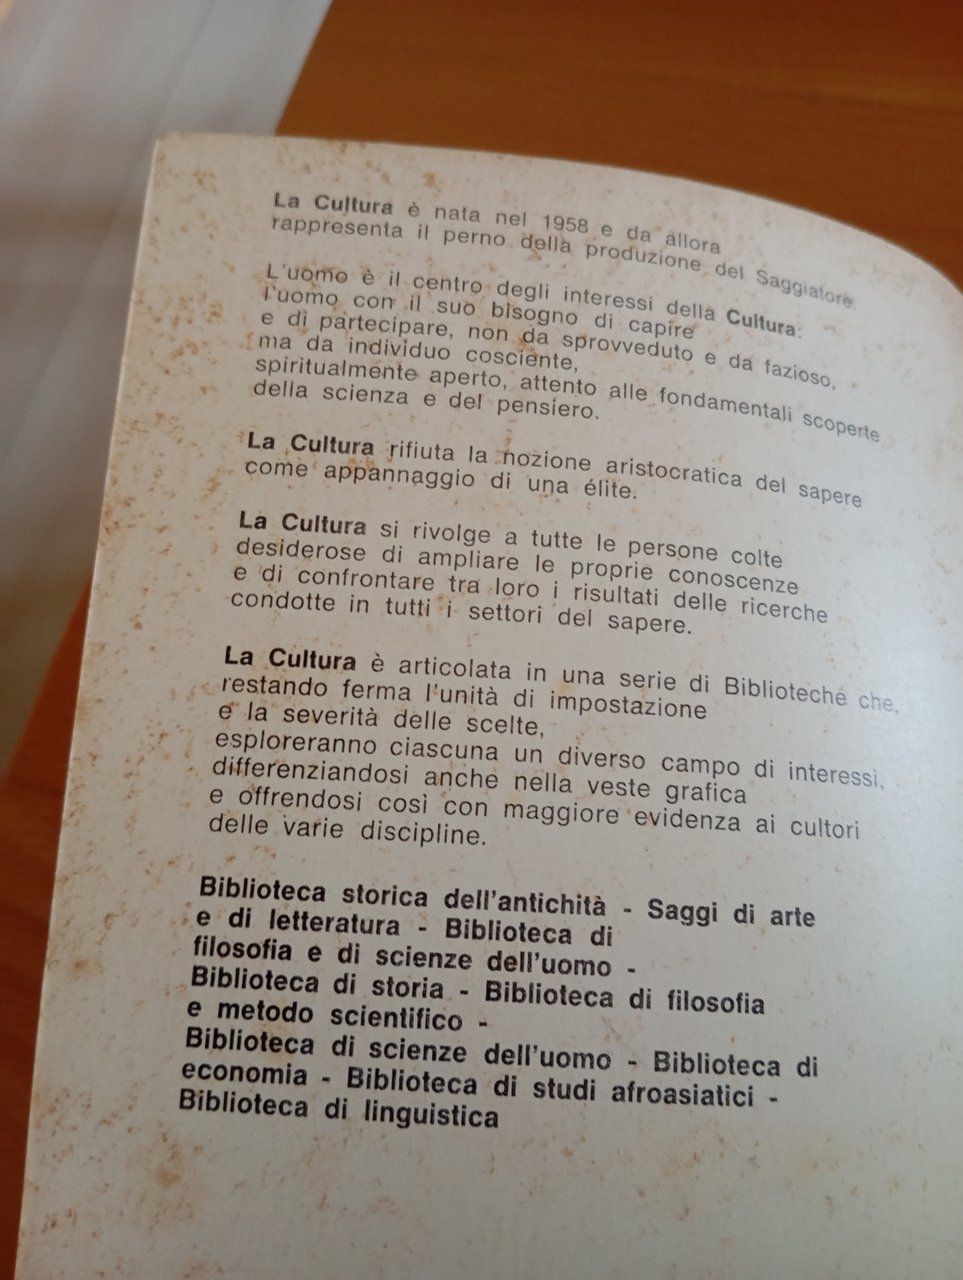 La Cultura è nata nel 1958 e da allora
rappresenta il perno della produzione del Saggiatore.
L'uomo è il centro degli interessi della Cultura:
l'uomo con il suo bisogno di capire
e di partecipare, non da sprovveduto e da fazioso,
ma da individuo cosciente,
spiritualmente aperto, attento alle fondamentali scoperte
della scienza e del pensiero.
La Cultura rifiuta la nozione aristocratica del sapere
come appannaggio di una élite.
La Cultura si rivolge a tutte le persone colte
desiderose di ampliare le proprie conoscenze
e di confrontare tra loro i risultati delle ricerche
condotte in tutti i settori del sapere.
La Cultura è articolata in una serie di Biblioteche che,
restando ferma l'unità di impostazione
e la severità delle scelte,
esploreranno ciascuna un diverso campo di interessi,
differenziandosi anche nella veste grafica
e offrendosi così con maggiore evidenza ai cultori
delle varie discipline.
Biblioteca storica dell'antichità - Saggi di arte
e di letteratura - Biblioteca di
filosofia e di scienze dell'uomo -
Biblioteca di storia - Biblioteca di filosofia
e metodo scientifico -
Biblioteca di scienze dell'uomo - Biblioteca di
economia - Biblioteca di studi afroasiatici -
Biblioteca di linguistica